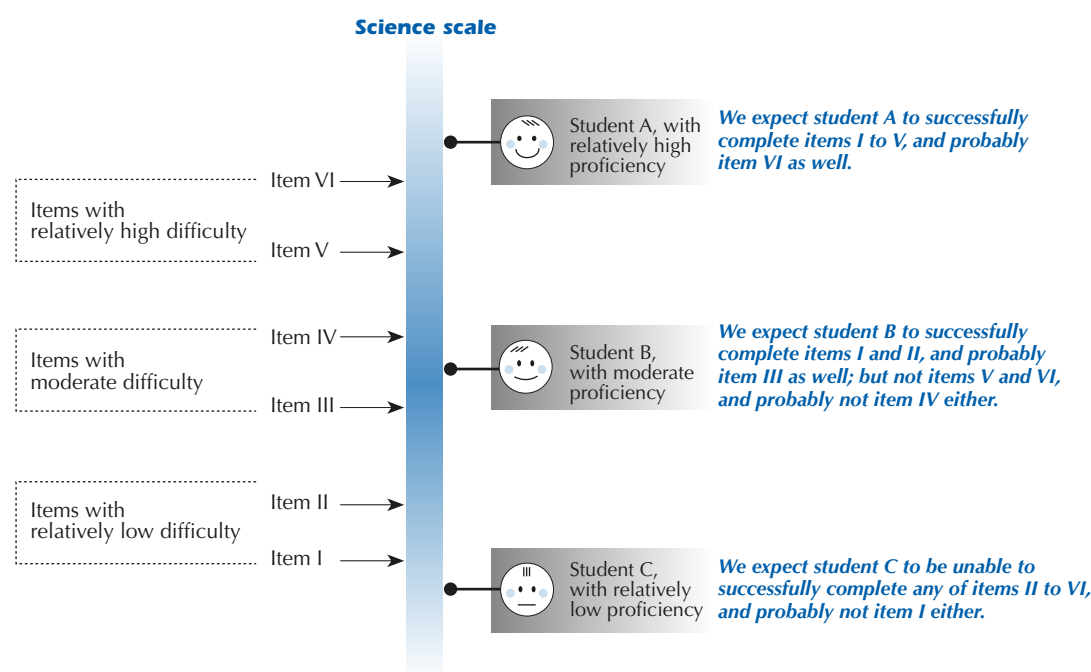 Science scale
Student A, with
relatively high
proficiency
We expect student A to successfully
complete items I to V, and probably
item VI as well.
Item VI
Items with
relatively high difficulty
Item V
Item IV
Items with
moderate difficulty
Item III
Student B,
with moderate
proficiency
We expect student B to successfully
complete items I and II, and probably
item III as well; but not items V and VI,
and probably not item IV either.
Item II
Items with
relatively low difficulty
Item I
Student C,
with relatively
low proficiency
We expect student C to be unable to
successfully complete any of items II to VI,
and probably not item I either.